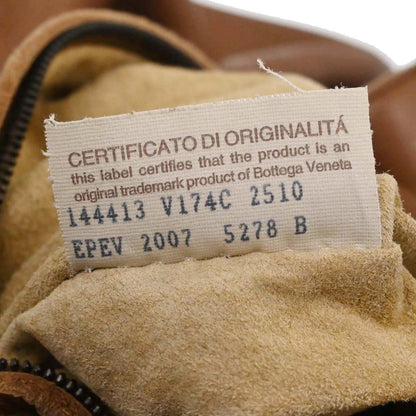 CERTIFICATO DI ORIGINALITÁ
this label certifies that the product is an
original trademark product of Bottega Veneta
144413 V174C 2510
EPEV 2007 5278 B